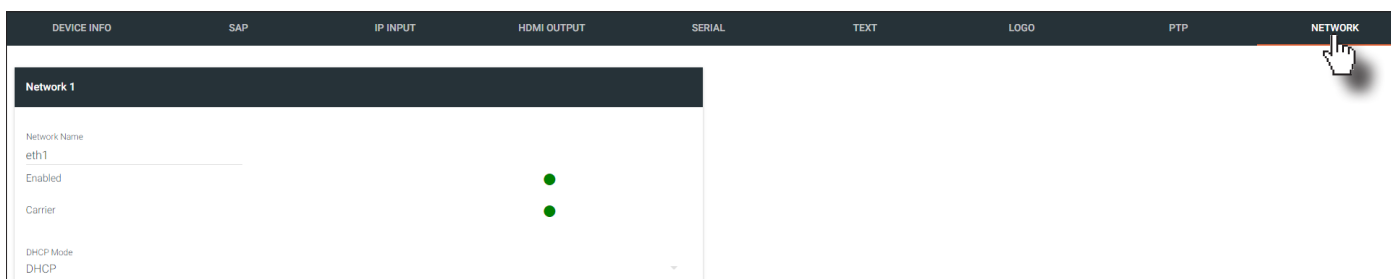 DEVICE INFO SAP IP INPUT HDMI OUTPUT SERIAL TEXT LOGO PTP NETWORK
Network 1
Network Name
eth1
Enabled
Carrier
DHCP Mode
DHCP